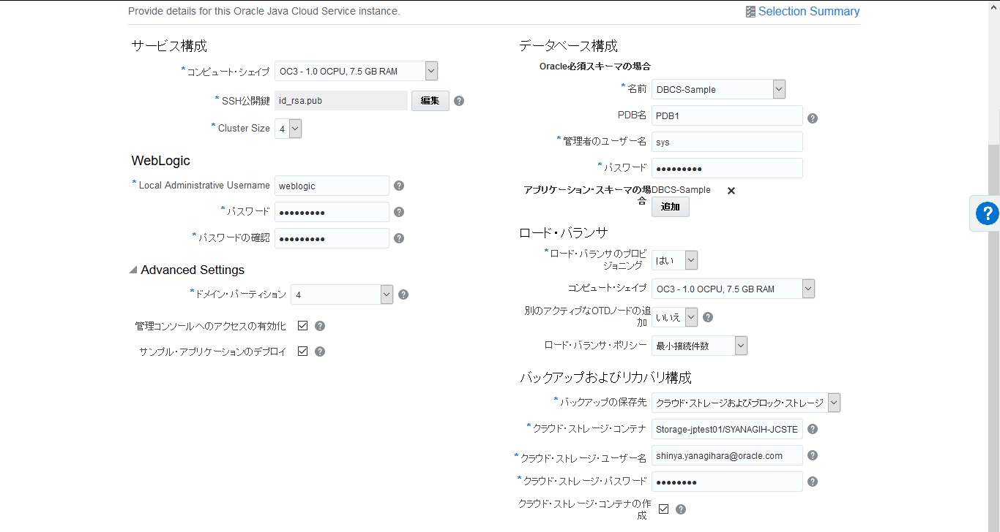 Provide details for this Oracle Java Cloud Service instance.
Selection Summary
サービス構成
*コンピュート・シェイプ OC3 - 1.0 OCPU, 7.5 GB RAM
*SSH公開鍵 id_rsa.pub 編集 ?
*Cluster Size 4
WebLogic
*Local Administrative Username weblogic ?
*パスワード ●●●●●●●●● ?
*パスワードの確認 ●●●●●●●●● ?
Advanced Settings
*ドメイン・パーティション 4 ?
管理コンソールへのアクセスの有効化 ?
サンプル・アプリケーションのデプロイ ?
データベース構成
Oracle必須スキーマの場合
*名前 DBCS-Sample
PDB名 PDB1 ?
*管理者のユーザー名 sys
*パスワード ●●●●●●●●●
アプリケーション・スキーマの場 DBCS-Sample ×
合 追加
ロード・バランサ
*ロード・バランサのプロビ
ジョニング はい
コンピュート・シェイプ OC3 - 1.0 OCPU, 7.5 GB RAM
別のアクティブなOTDノードの追
加 いいえ ?
ロード・バランサ・ポリシー 最小接続件数
バックアップおよびリカバリ構成
*バックアップの保存先 クラウド・ストレージおよびブロック・ストレージ
*クラウド・ストレージ・コンテナ Storage-jptest01/SYANAGIH-JCSTE ?
*クラウド・ストレージ・ユーザー名 shinya.yanagihara@oracle.com ?
*クラウド・ストレージ・パスワード ●●●●●●●● ?
クラウド・ストレージ・コンテナの作
成 ?
?